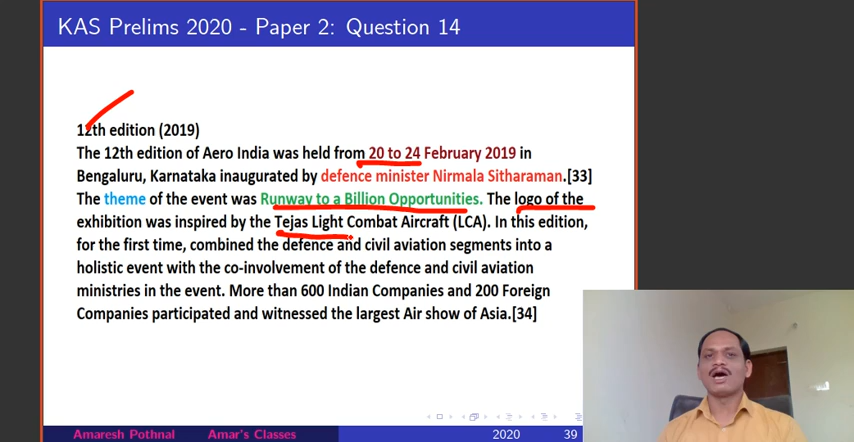 KAS Prelims 2020 - Paper 2: Question 14
12th edition (2019)
The 12th edition of Aero India was held from 20 to 24 February 2019 in
Bengaluru, Karnataka inaugurated by defence minister Nirmala Sitharaman.[33]
The theme of the event was Runway to a Billion Opportunities. The logo of the
exhibition was inspired by the Tejas Light Combat Aircraft (LCA). In this edition,
for the first time, combined the defence and civil aviation segments into a
holistic event with the co-involvement of the defence and civil aviation
ministries in the event. More than 600 Indian Companies and 200 Foreign
Companies participated and witnessed the largest Air show of Asia.[34]
Amaresh Pothnal Amar's Classes 2020 39